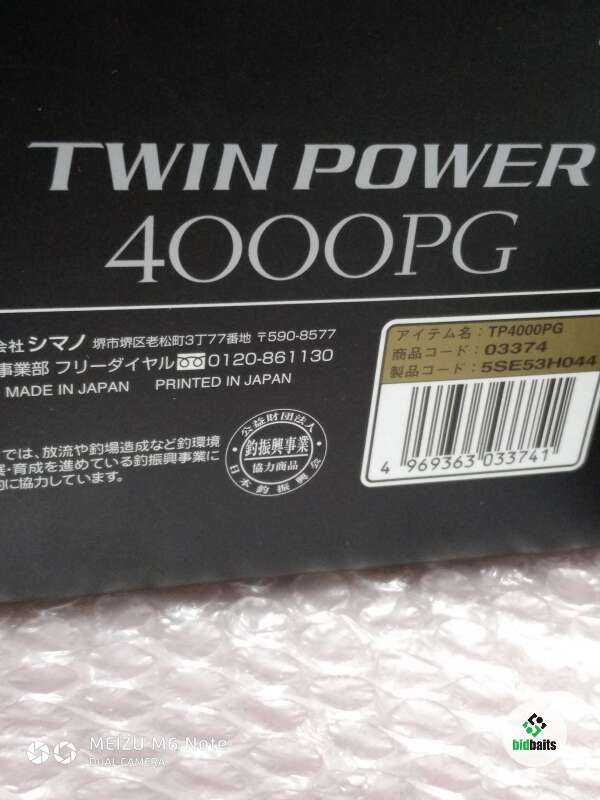 TWIN POWER
4000PG
会社 シマノ 堺市堺区老松町3丁77番地 〒590-8577
事業部 フリーダイヤル 0120-861130
MADE IN JAPAN PRINTED IN JAPAN
では、放流や釣場造成など釣環境
・育成を進めている釣振興事業に
的に協力しています。
公益財団法人
釣振興事業
協力商品
日本釣振興会
アイテム名：TP4000PG
商品コード：03374
製品コード：5SE53H044
4 969363 033741
MEIZU M6 Note
DUAL CAMERA
bidbaits